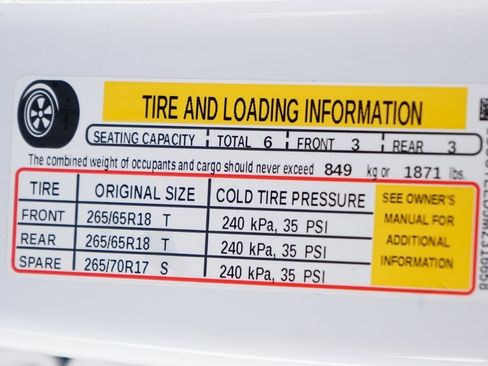 TIRE AND LOADING INFORMATION
SEATING CAPACITY TOTAL 6 FRONT 3 REAR 3
The combined weight of occupants and cargo should never exceed 849 kg or 1871 lbs.
TIRE ORIGINAL SIZE COLD TIRE PRESSURE
FRONT 265/65R18 T 240 kPa, 35 PSI
REAR 265/65R18 T 240 kPa, 35 PSI
SPARE 265/70R17 S 240 kPa, 35 PSI
SEE OWNER'S
MANUAL FOR
ADDITIONAL
INFORMATION